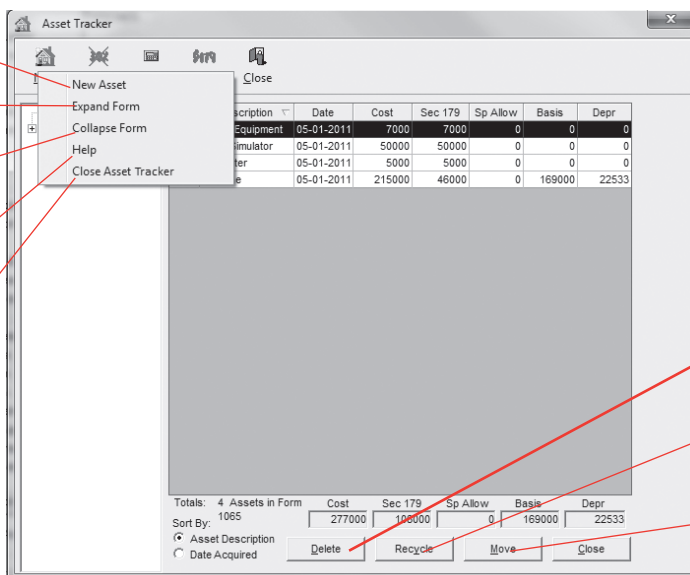 Asset Tracker
x
Close
New Asset
Expand Form
Collapse Form
Help
Close Asset Tracker
scription Date Cost Sec 179 Sp Allow Basis Depr
Equipment 05-01-2011 7000 7000 0 0 0
imulator 05-01-2011 50000 50000 0 0 0
ter 05-01-2011 5000 5000 0 0 0
e 05-01-2011 215000 46000 0 169000 22533
Totals: 4 Assets in Form 1065
Cost Sec 179 Sp Allow Basis Depr
277000 108000 0 169000 22533
Sort By:
Asset Description
Date Acquired
Delete Recycle Move Close